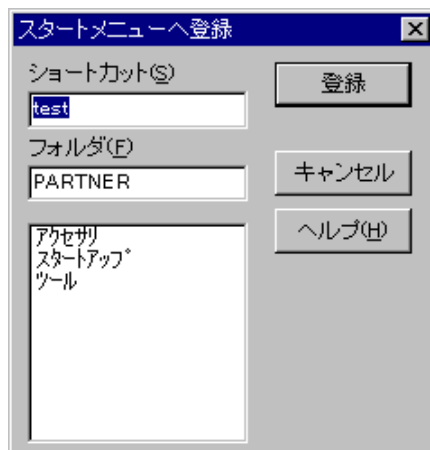 スタートメニューへ登録
ショートカット(S)
test
登録
フォルダ(F)
PARTNER
キャンセル
ヘルプ(H)
アクセサリ
スタートアップ
ツール